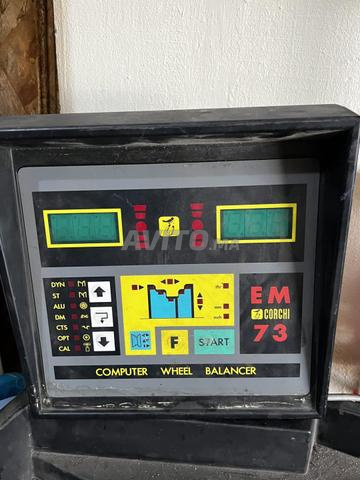 AVITO.MA
DYN
ST
ALU
DM
CTS
OPT
CAL
F
START
EM
CORGHI
73
COMPUTER WHEEL BALANCER